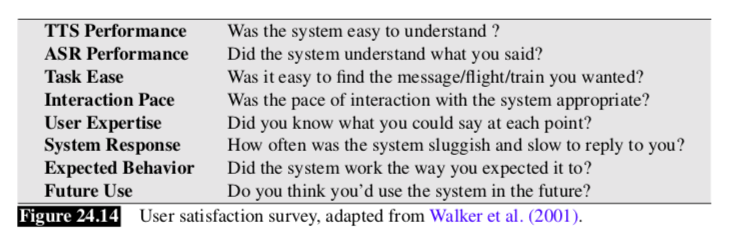 TTS Performance Was the system easy to understand ?
ASR Performance Did the system understand what you said?
Task Ease Was it easy to find the message/flight/train you wanted?
Interaction Pace Was the pace of interaction with the system appropriate?
User Expertise Did you know what you could say at each point?
System Response How often was the system sluggish and slow to reply to you?
Expected Behavior Did the system work the way you expected it to?
Future Use Do you think you'd use the system in the future?
Figure 24.14 User satisfaction survey, adapted from Walker et al. (2001).